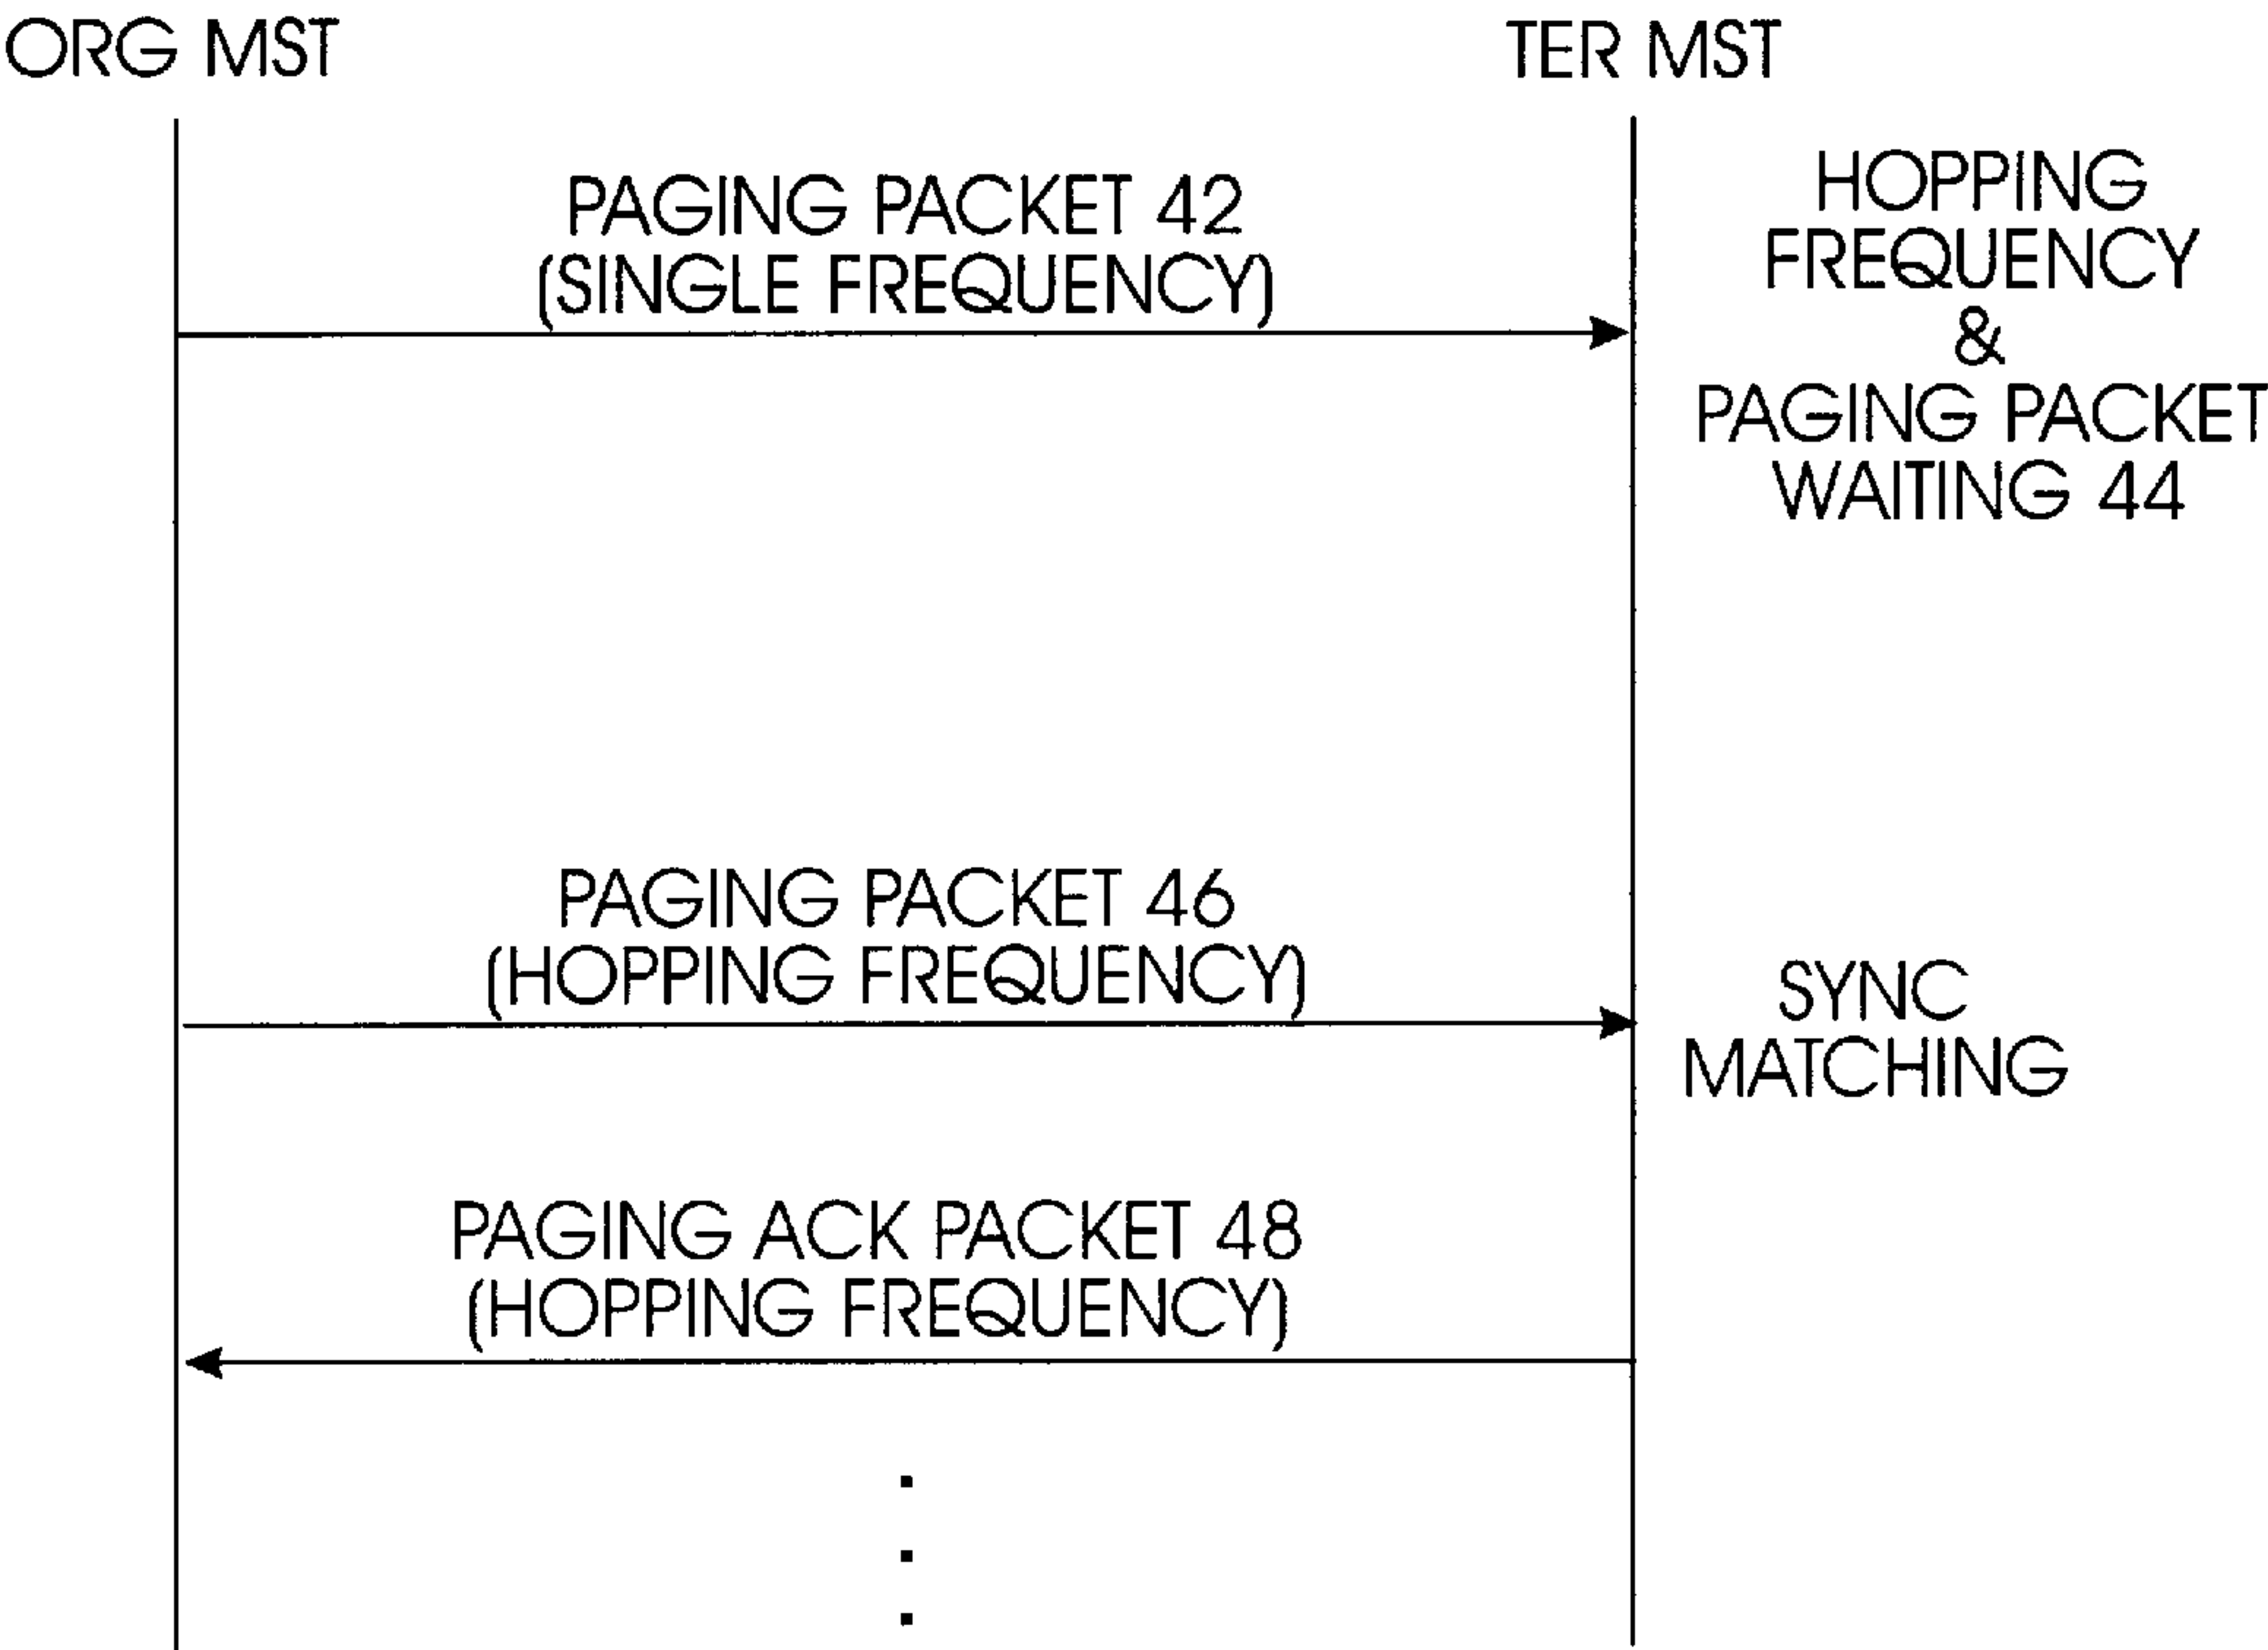 ORG MST
TER MST
PAGING PACKET 42
(SINGLE FREQUENCY)
HOPPING
FREQUENCY
&
PAGING PACKET
WAITING 44
PAGING PACKET 46
(HOPPING FREQUENCY)
SYNC
MATCHING
PAGING ACK PACKET 48
(HOPPING FREQUENCY)